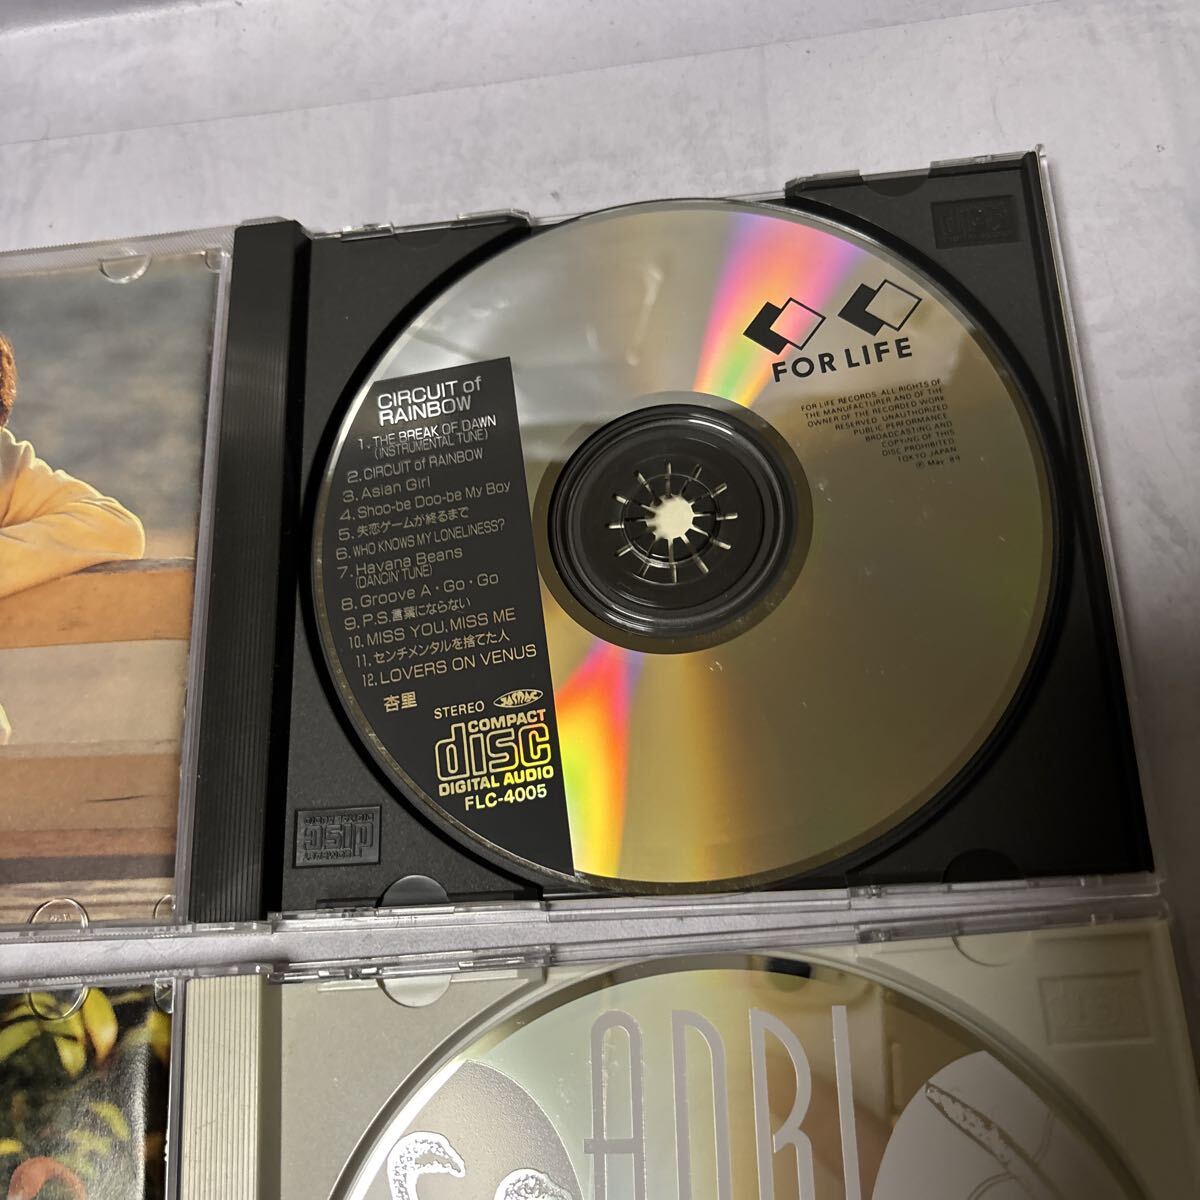 CIRCUIT of
RAINBOW
1. THE BREAK OF DAWN
(INSTRUMENTAL TUNE)
2. CIRCUIT of RAINBOW
3. Asian Girl
4. Shoo-be Doo-be My Boy
5. 失恋ゲームが終るまで
6. WHO KNOWS MY LONELINESS?
7. Havana Beans
(DANCIN' TUNE)
8. Groove A・Go・Go
9. P.S.言葉にならない
10. MISS YOU, MISS ME
11. センチメンタルを捨てた人
12. LOVERS ON VENUS
杏里
STEREO JASRAC
COMPACT
disc
DIGITAL AUDIO
FLC-4005
FOR LIFE
FOR LIFE RECORDS. ALL RIGHTS OF
THE MANUFACTURER AND OF THE
OWNER OF THE RECORDED WORK
RESERVED. UNAUTHORIZED
PUBLIC PERFORMANCE
BROADCASTING AND
COPYING OF THIS
DISC PROHIBITED
TOKYO JAPAN
Ⓟ May '89
ANRI